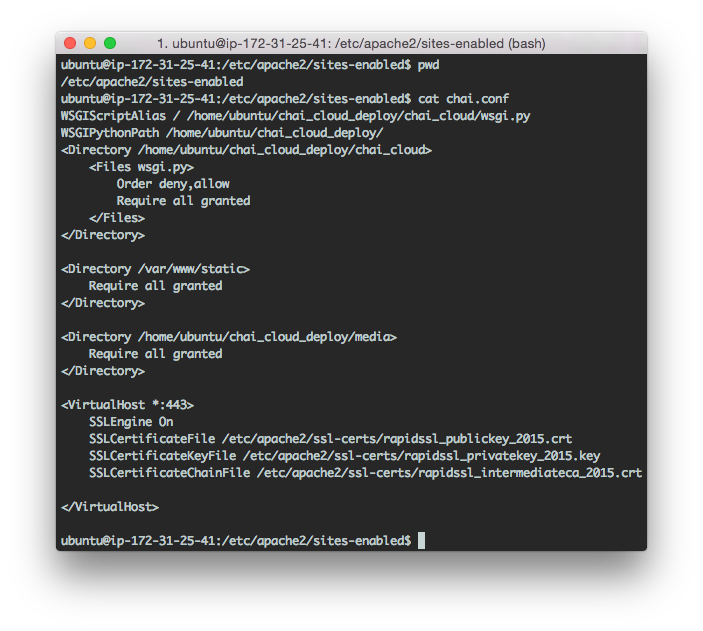 1. ubuntu@ip-172-31-25-41: /etc/apache2/sites-enabled (bash)
ubuntu@ip-172-31-25-41:/etc/apache2/sites-enabled$ pwd
/etc/apache2/sites-enabled
ubuntu@ip-172-31-25-41:/etc/apache2/sites-enabled$ cat chai.conf
WSGIScriptAlias / /home/ubuntu/chai_cloud_deploy/chai_cloud/wsgi.py
WSGIPythonPath /home/ubuntu/chai_cloud_deploy/
<Directory /home/ubuntu/chai_cloud_deploy/chai_cloud>
    <Files wsgi.py>
        Order deny,allow
        Require all granted
    </Files>
</Directory>

<Directory /var/www/static>
    Require all granted
</Directory>

<Directory /home/ubuntu/chai_cloud_deploy/media>
    Require all granted
</Directory>

<VirtualHost *:443>
    SSLEngine On
    SSLCertificateFile /etc/apache2/ssl-certs/rapidssl_publickey_2015.crt
    SSLCertificateKeyFile /etc/apache2/ssl-certs/rapidssl_privatekey_2015.key
    SSLCertificateChainFile /etc/apache2/ssl-certs/rapidssl_intermediateca_2015.crt

</VirtualHost>

ubuntu@ip-172-31-25-41:/etc/apache2/sites-enabled$